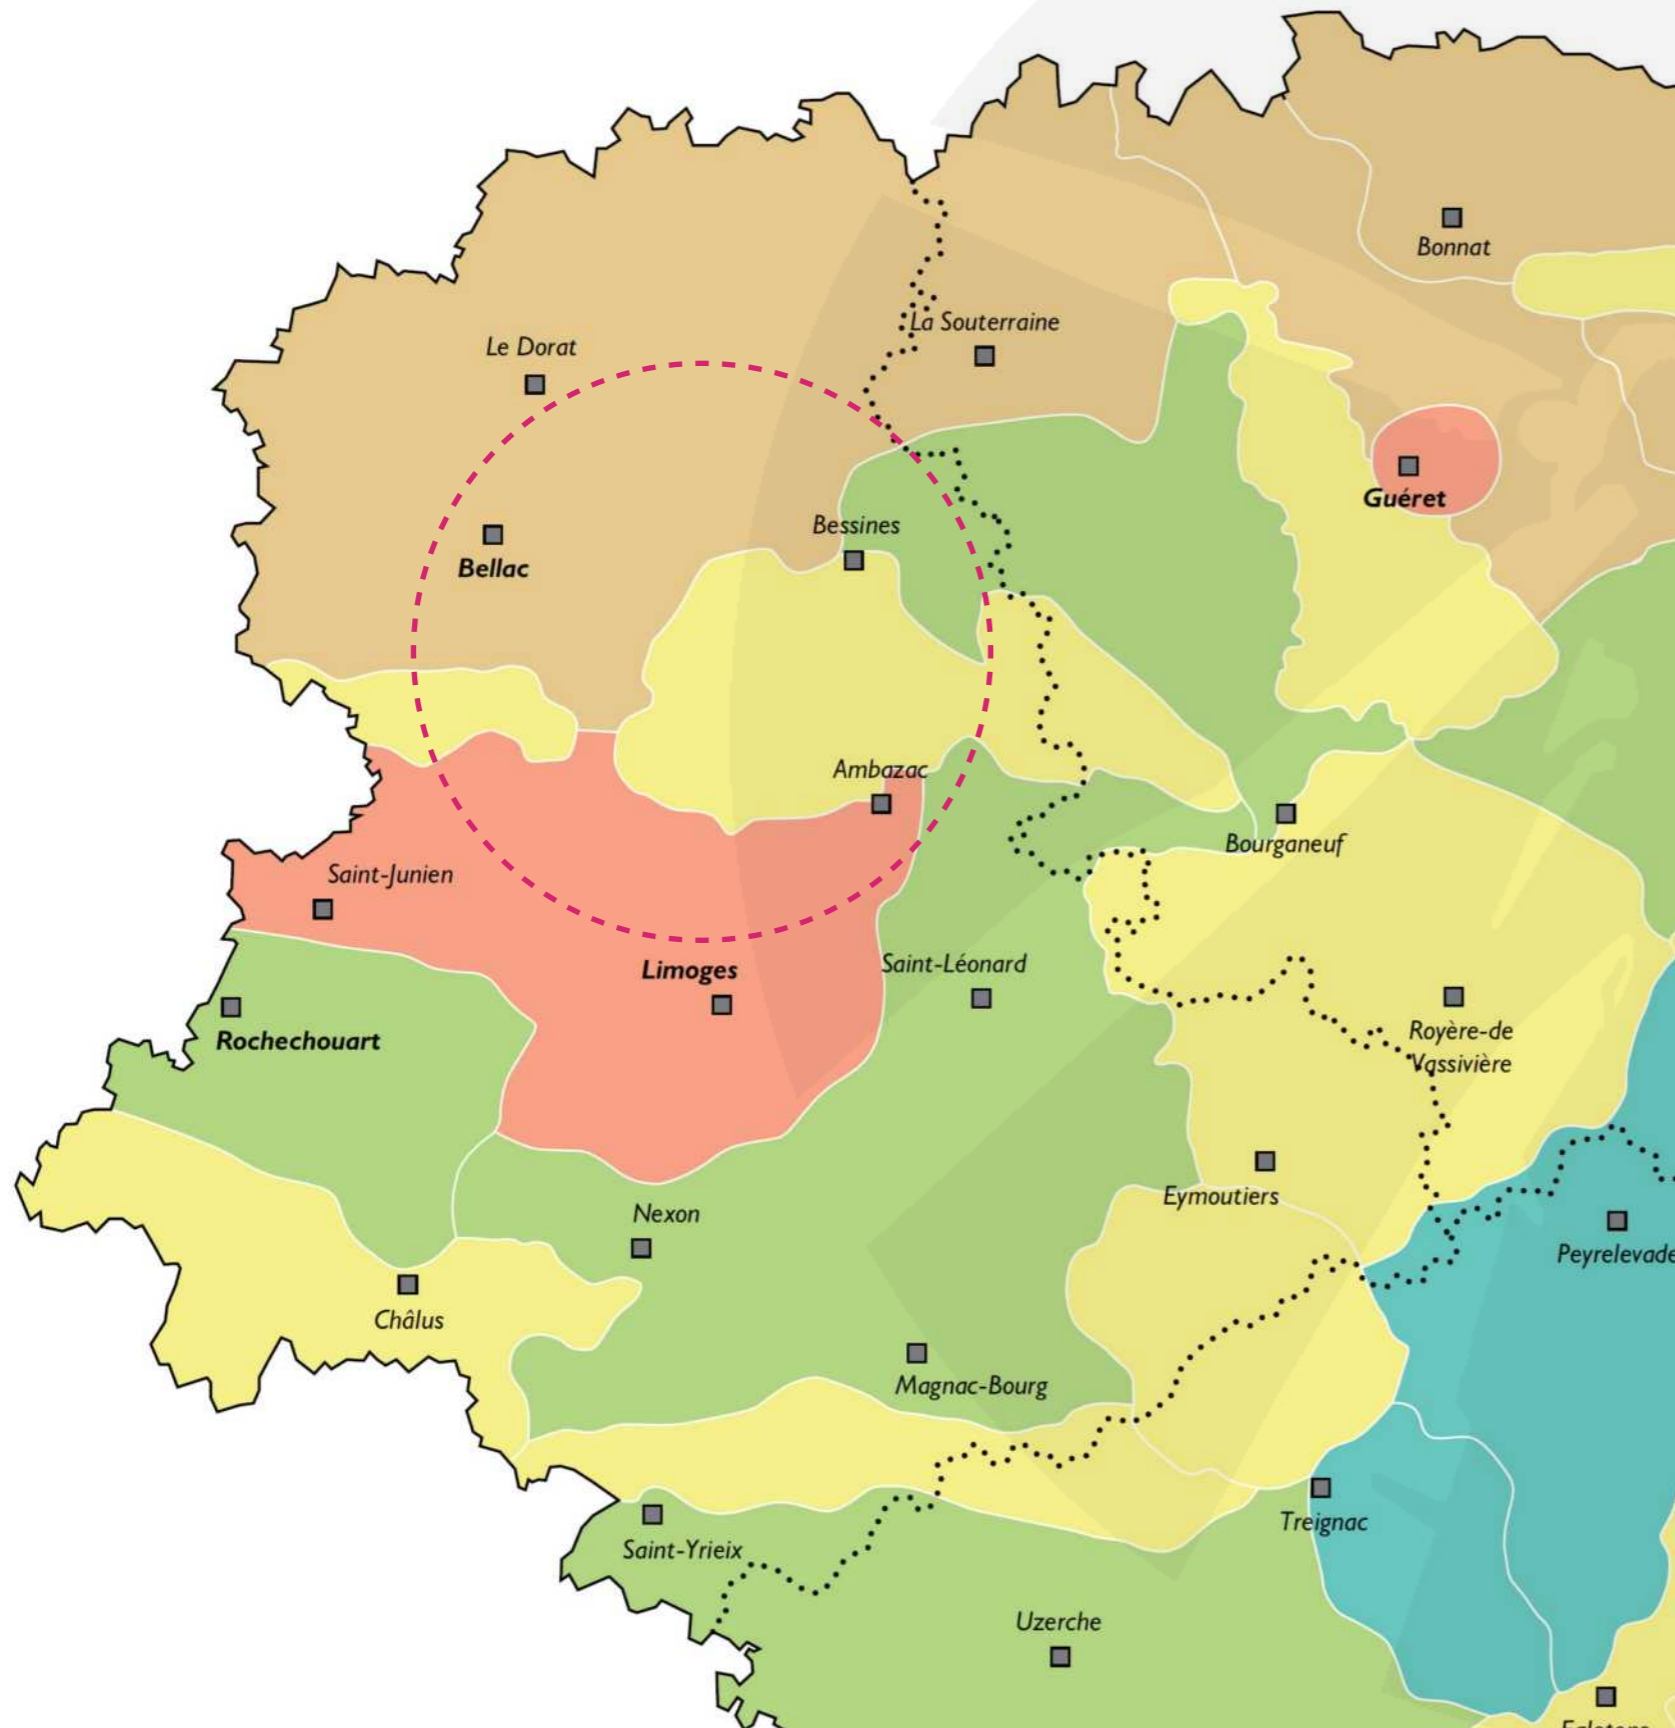 Bonnat
La Souterraine
Le Dorat
Guéret
Bessines
Bellac
Ambazac
Bourganeuf
Saint-Junien
Limoges
Saint-Léonard
Rochechouart
Royère-de
Vassivière
Eymoutiers
Nexon
Peyrelevade
Châlus
Magnac-Bourg
Treignac
Saint-Yrieix
Uzerche